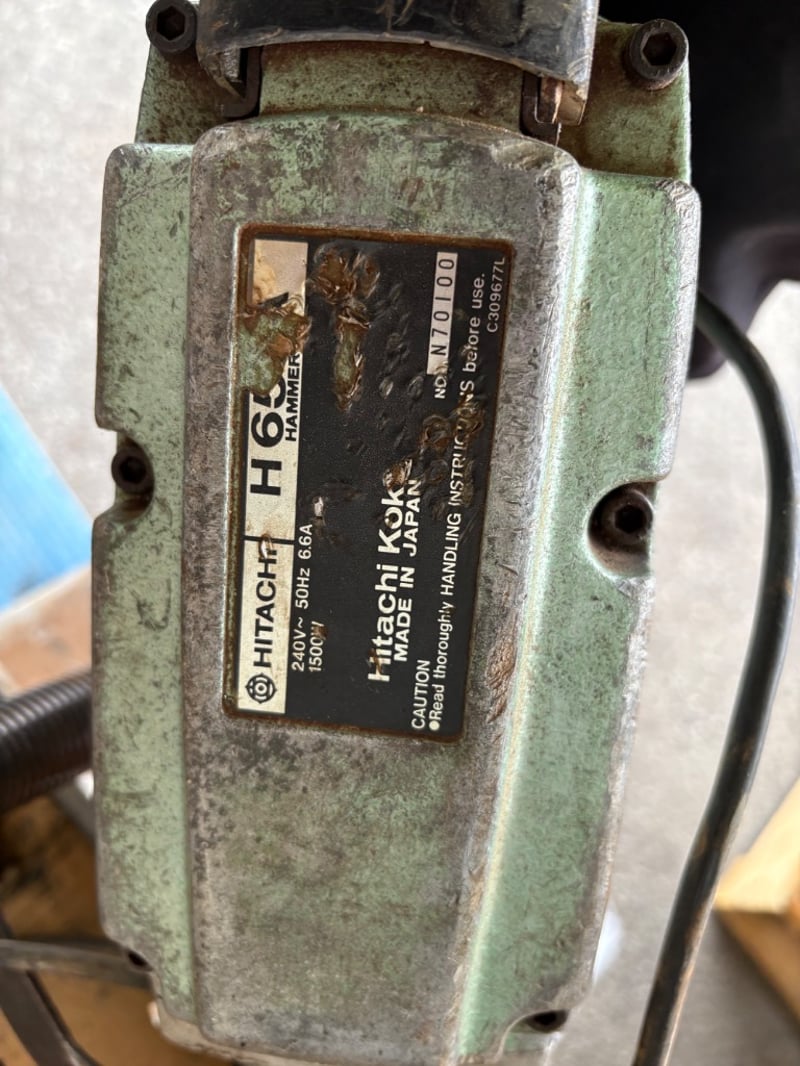 HITACHI H 65
HAMMER
240V~ 50Hz 6.6A
1500W
NO. N70100
Hitachi Koki
MADE IN JAPAN
CAUTION
●Read thoroughly HANDLING INSTRUCTIONS before use.
C309677L